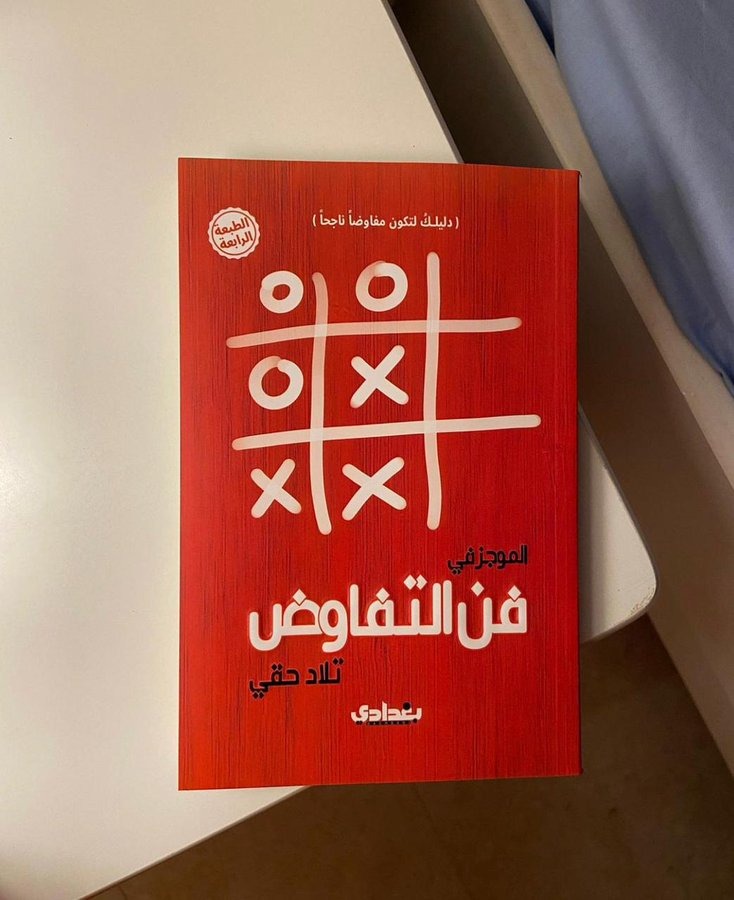 ( دليلكُ لتكون مفاوضاً ناجحاً )
الطبعة
الرابعة
O O
O X
X X
الموجز في
فن التفاوض
تلاد حقي
بغدادي